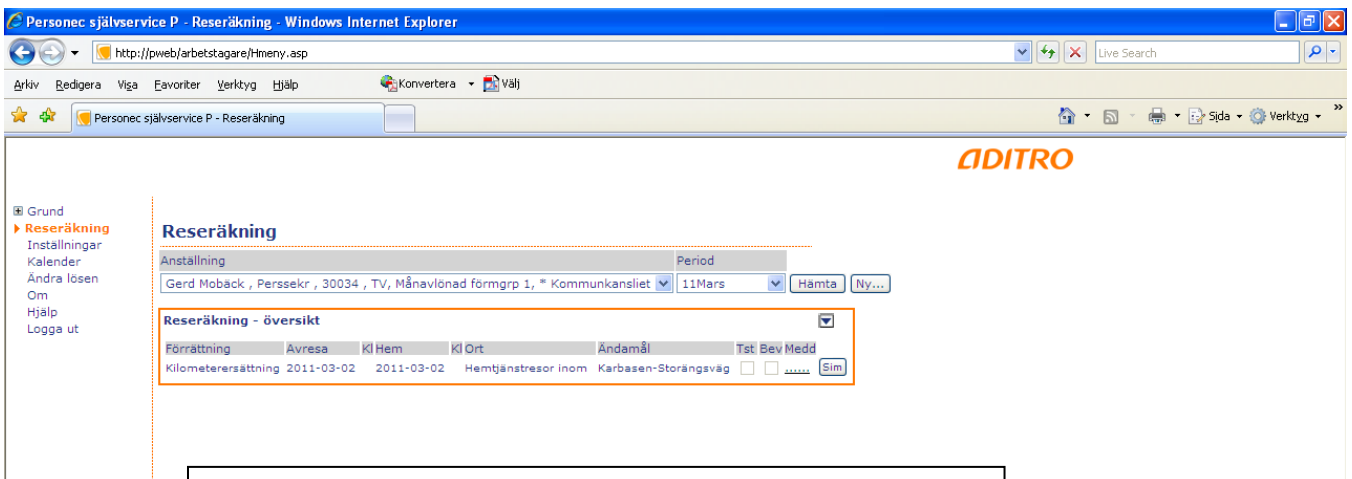 Personec självservice P - Reseräkning - Windows Internet Explorer
http://pweb/arbetstagare/Hmeny.asp
Live Search
Arkiv Redigera Visa Favoriter Verktyg Hjälp Konvertera Välj
Personec självservice P - Reseräkning
Sida Verktyg »
ADITRO
Grund
Reseräkning
Inställningar
Kalender
Ändra lösen
Om
Hjälp
Logga ut
Reseräkning
Anställning Period
Gerd Mobäck , Perssekr , 30034 , TV, Månavlönad förmgrp 1, * Kommunkansliet 11Mars Hämta Ny...
Reseräkning - översikt
Förrättning Avresa Kl Hem Kl Ort Ändamål Tst Bev Medd
Kilometerersättning 2011-03-02 2011-03-02 Hemtjänstresor inom Karbasen-Storängsväg ...... Sim